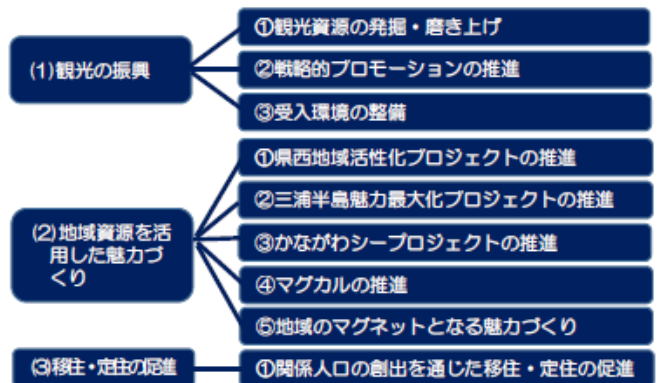 (1)観光の振興
①観光資源の発掘・磨き上げ
②戦略的プロモーションの推進
③受入環境の整備
(2)地域資源を活
用した魅力づ
くり
①県西地域活性化プロジェクトの推進
②三浦半島魅力最大化プロジェクトの推進
③かながわシープロジェクトの推進
④マグカルの推進
⑤地域のマグネットとなる魅力づくり
(3)移住・定住の促進
①関係人口の創出を通じた移住・定住の促進